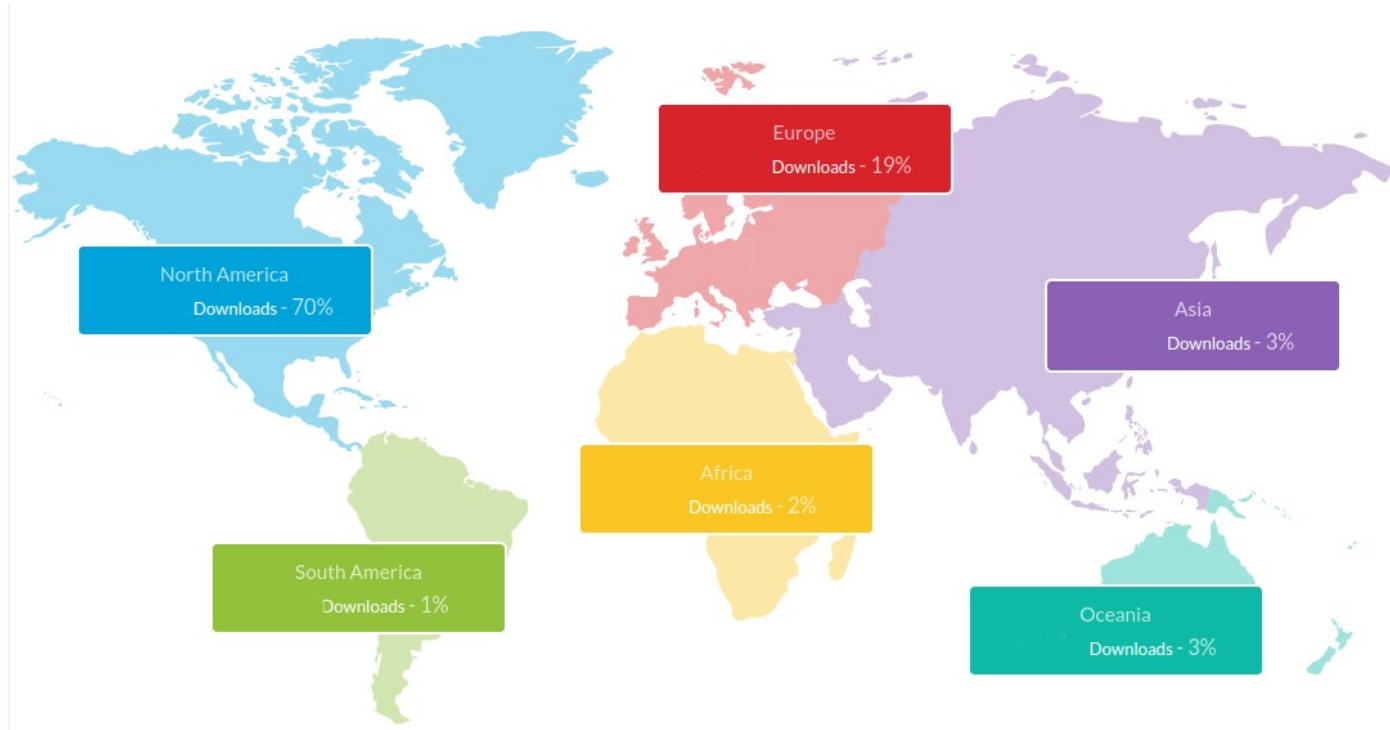 Europe
Downloads - 19%
North America
Downloads - 70%
Asia
Downloads - 3%
Africa
Downloads - 2%
South America
Downloads - 1%
Oceania
Downloads - 3%